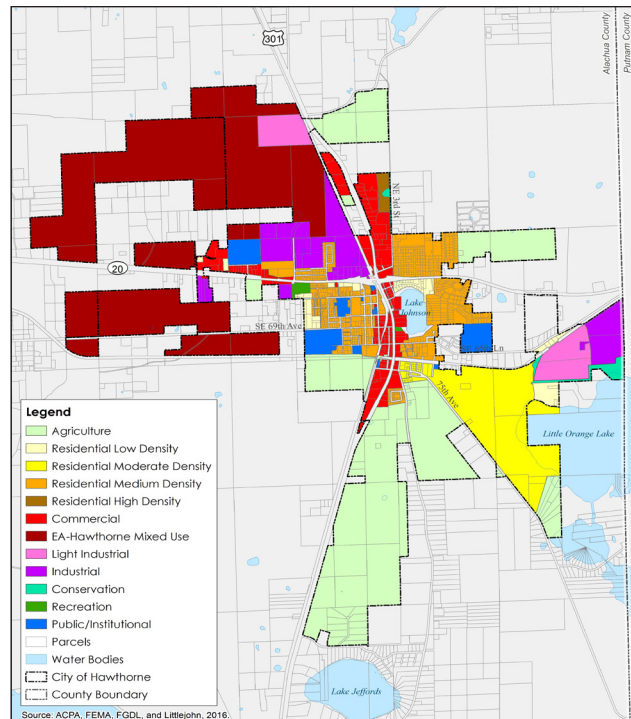 301
Alachua County
Putnam County
NE 3rd St
20
Lake
Johnson
SE 69th Ave
Ln
75th Ave
Little Orange Lake
Legend
Agriculture
Residential Low Density
Residential Moderate Density
Residential Medium Density
Residential High Density
Commercial
EA-Hawthorne Mixed Use
Light Industrial
Industrial
Conservation
Recreation
Public/Institutional
Parcels
Water Bodies
City of Hawthorne
County Boundary
Lake Jeffords
Source: ACPA, FEMA, FGDL, and Littlejohn, 2016.